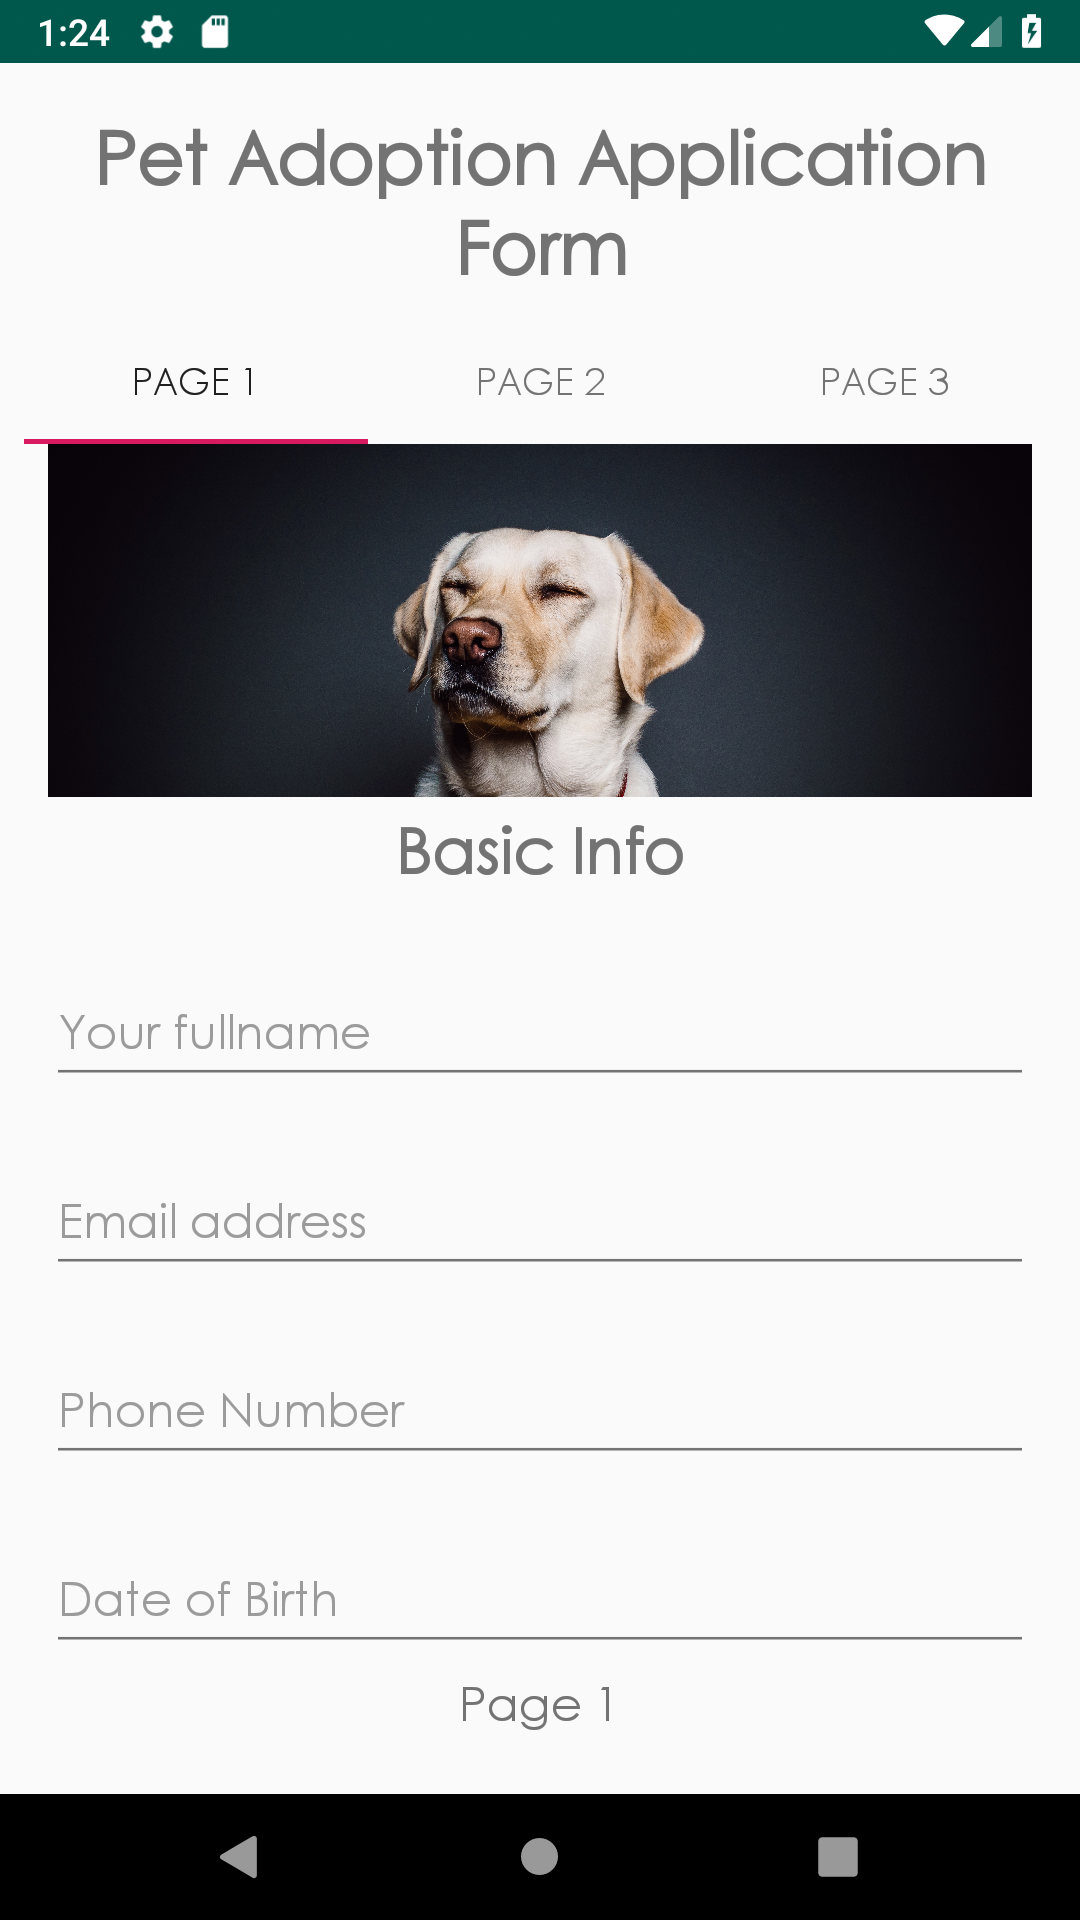 1:24
Pet Adoption Application
Form
PAGE 1
PAGE 2
PAGE 3
Basic Info
Your fullname
Email address
Phone Number
Date of Birth
Page 1